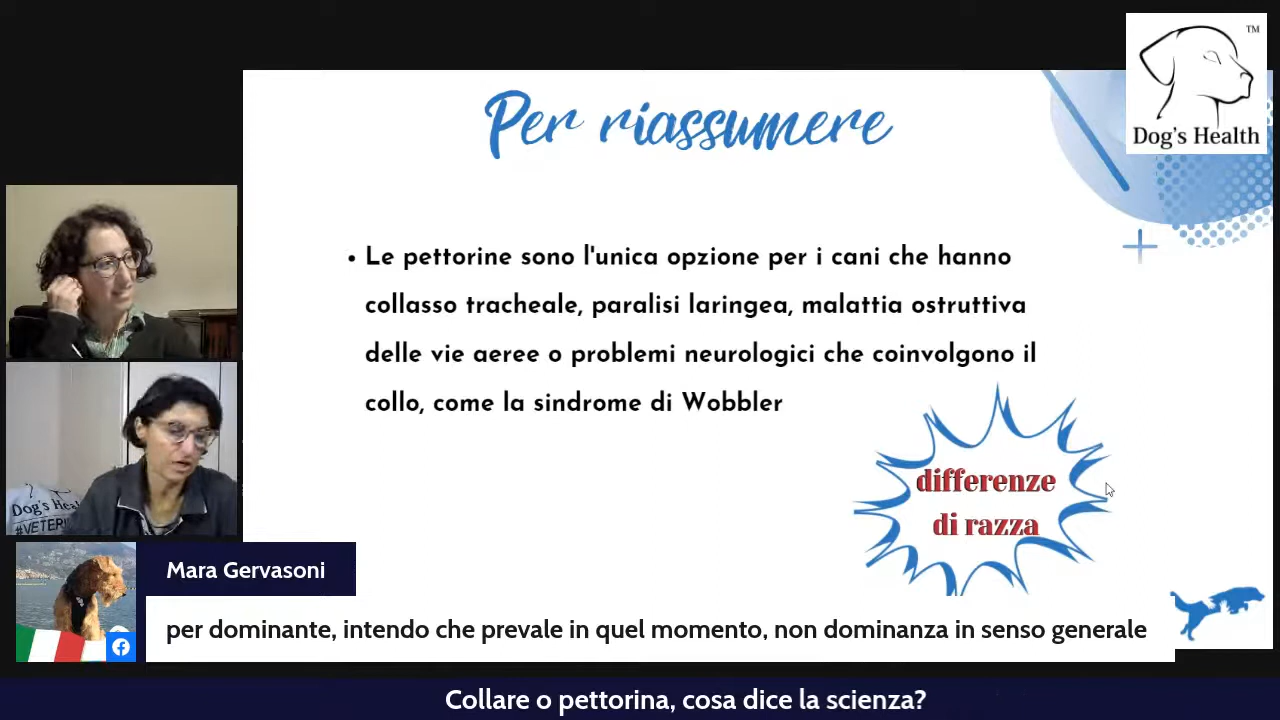 TM
Dog's Health
Per riassumere
• Le pettorine sono l'unica opzione per i cani che hanno
collasso tracheale, paralisi laringea, malattia ostruttiva
delle vie aeree o problemi neurologici che coinvolgono il
collo, come la sindrome di Wobbler
differenze
di razza
Dog's Hea
#VETERI
Mara Gervasoni
per dominante, intendo che prevale in quel momento, non dominanza in senso generale
Collare o pettorina, cosa dice la scienza?